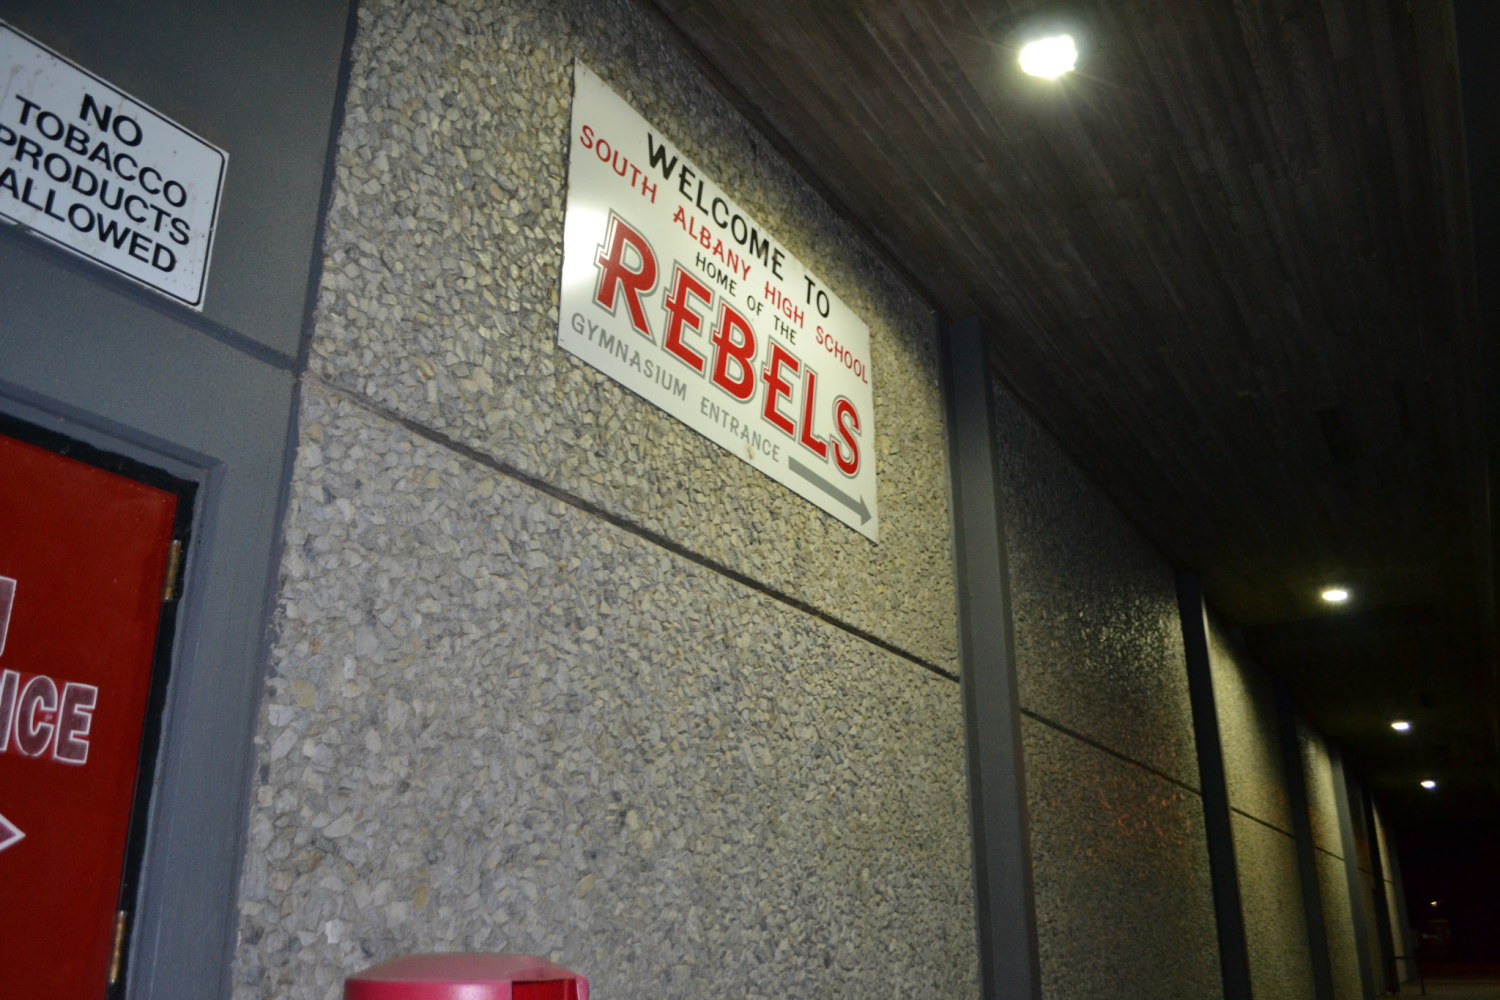 NO
TOBACCO
PRODUCTS
ALLOWED
WELCOME TO
SOUTH ALBANY HIGH SCHOOL
HOME OF THE
REBELS
GYMNASIUM ENTRANCE